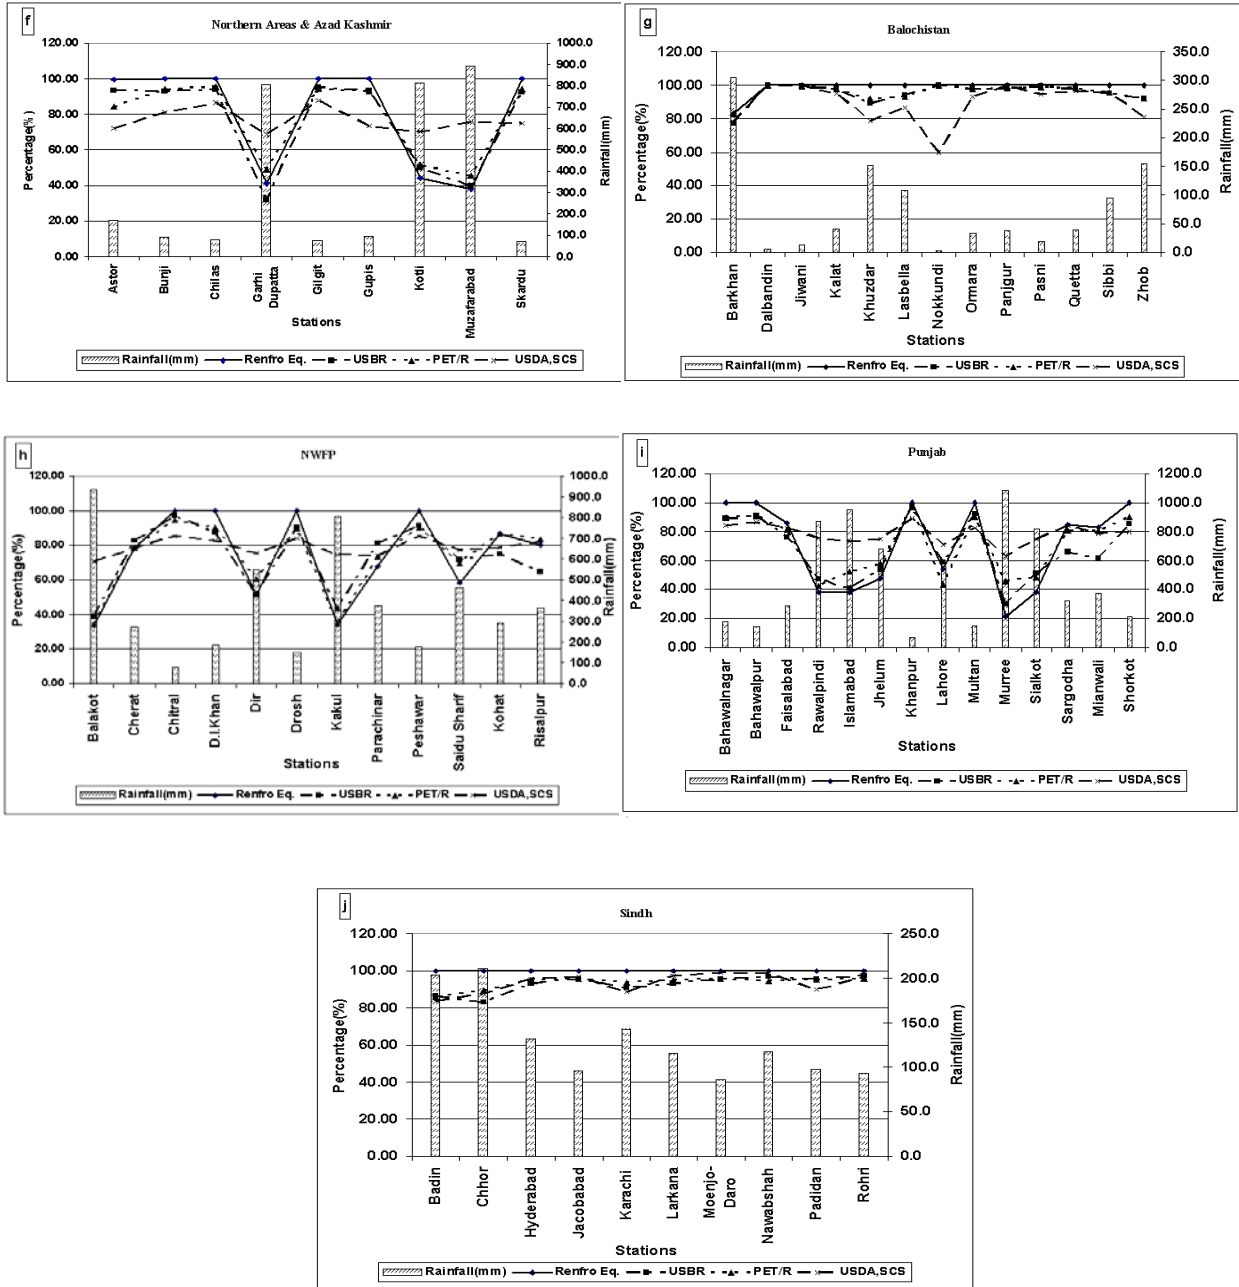 f
Northern Areas & Azad Kashmir
120.00
100.00
80.00
60.00
40.00
20.00
0.00
Percentage(%)
1000.0
900.0
800.0
700.0
600.0
500.0
400.0
300.0
200.0
100.0
0.0
Rainfall(mm)
Astor
Bunji
Chilas
Garhi
Dupatta
Gilgit
Gupis
Kotli
Muzafarabad
Skardu
Stations
Rainfall(mm) Renfro Eq. USBR PET/R USDA,SCS
g
Balochistan
120.00
100.00
80.00
60.00
40.00
20.00
0.00
Percentage(%)
350.0
300.0
250.0
200.0
150.0
100.0
50.0
0.0
Rainfall(mm)
Barkhan
Dalbandin
Jiwani
Kalat
Khuzdar
Lasbella
Nokkundi
Ormara
Panjgur
Pasni
Quetta
Sibbi
Zhob
Stations
Rainfall(mm) Renfro Eq. USBR PET/R USDA,SCS
h
NWFP
120.00
100.00
80.00
60.00
40.00
20.00
0.00
Percentage(%)
1000.0
900.0
800.0
700.0
600.0
500.0
400.0
300.0
200.0
100.0
0.0
Rainfall(mm)
Balakot
Cherat
Chitral
D.I.Khan
Dir
Drosh
Kakul
Parachinar
Peshawar
Saidu Sharif
Kohat
Risalpur
Stations
Rainfall(mm) Renfro Eq. USBR PET/R USDA,SCS
i
Punjab
120.00
100.00
80.00
60.00
40.00
20.00
0.00
Percentage(%)
1200.0
1000.0
800.0
600.0
400.0
200.0
0.0
Rainfall(mm)
Bahawalnagar
Bahawalpur
Faisalabad
Rawalpindi
Islamabad
Jhelum
Khanpur
Lahore
Multan
Murree
Sialkot
Sargodha
Mianwali
Shorkot
Stations
Rainfall(mm) Renfro Eq. USBR PET/R USDA,SCS
j
Sindh
120.00
100.00
80.00
60.00
40.00
20.00
0.00
Percentage(%)
250.0
200.0
150.0
100.0
50.0
0.0
Rainfall(mm)
Badin
Chhor
Hyderabad
Jacobabad
Karachi
Larkana
Moenjo-
Daro
Nawabshah
Padidan
Rohri
Stations
Rainfall(mm) Renfro Eq. USBR PET/R USDA,SCS